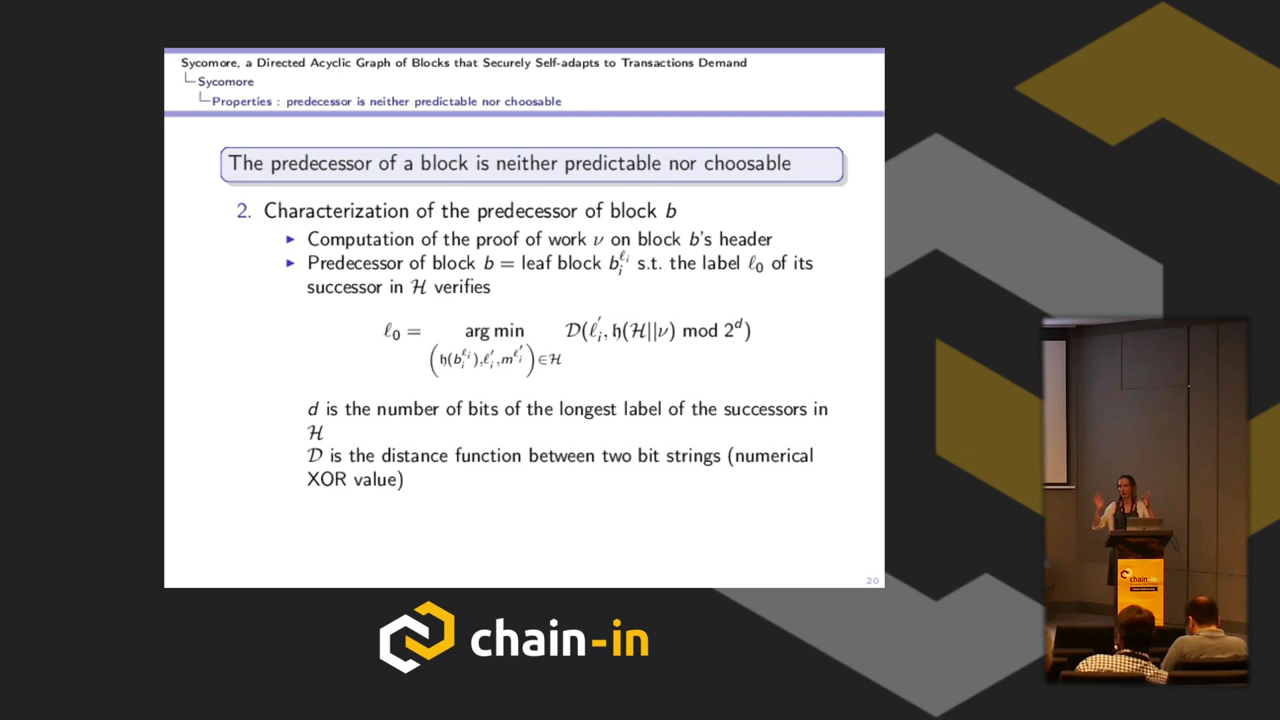 Sycomore, a Directed Acyclic Graph of Blocks that Securely Self-adapts to Transactions Demand
Sycomore
Properties : predecessor is neither predictable nor choosable
The predecessor of a block is neither predictable nor choosable
2. Characterization of the predecessor of block b
Computation of the proof of work ν on block b's header
Predecessor of block b = leaf block b_i^{ℓ_i} s.t. the label ℓ_0 of its
successor in ℋ verifies
ℓ_0 = arg min 𝒟(ℓ'_i, 𝔥(ℋ||ν) mod 2^d)
(𝔥(b_i^{ℓ_i}),ℓ'_i,m^{ℓ'_i})∈ℋ
d is the number of bits of the longest label of the successors in
ℋ
𝒟 is the distance function between two bit strings (numerical
XOR value)
20
chain-in
chain-in